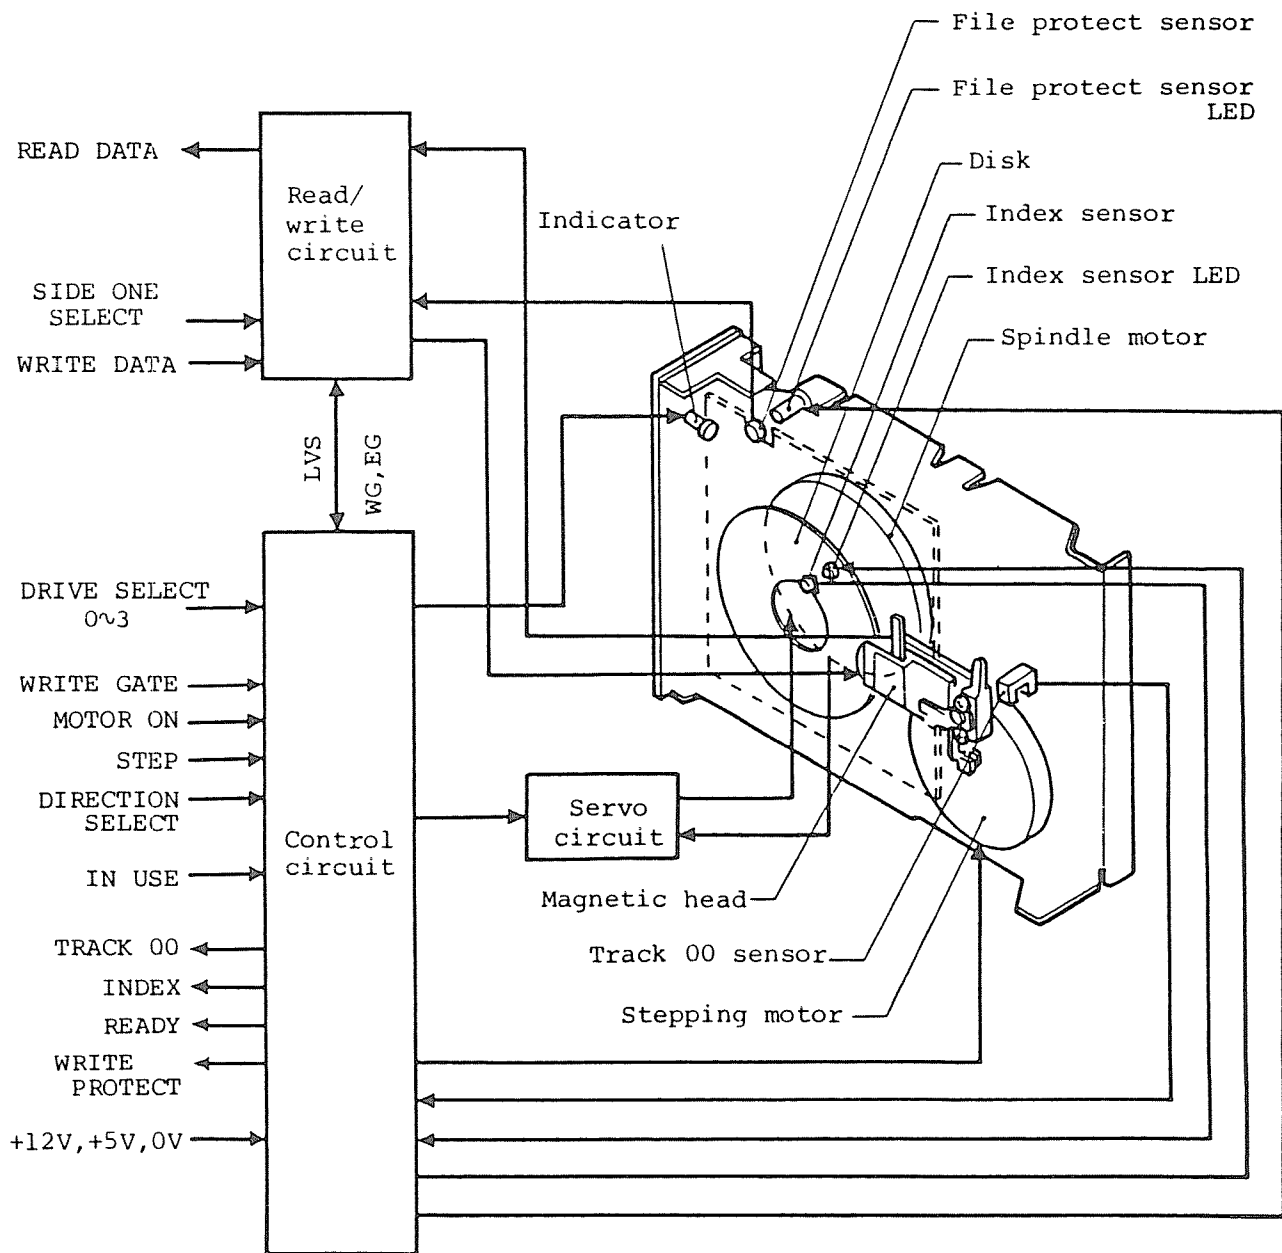 File protect sensor
File protect sensor
LED
READ DATA
Disk
Read/
write
circuit
Indicator
Index sensor
Index sensor LED
SIDE ONE
SELECT
Spindle motor
WRITE DATA
LVS
WG,EG
DRIVE SELECT
0~3
WRITE GATE
MOTOR ON
STEP
DIRECTION
SELECT
Servo
circuit
Control
circuit
IN USE
Magnetic head
TRACK 00
Track 00 sensor
INDEX
READY
Stepping motor
WRITE
PROTECT
+12V,+5V,0V